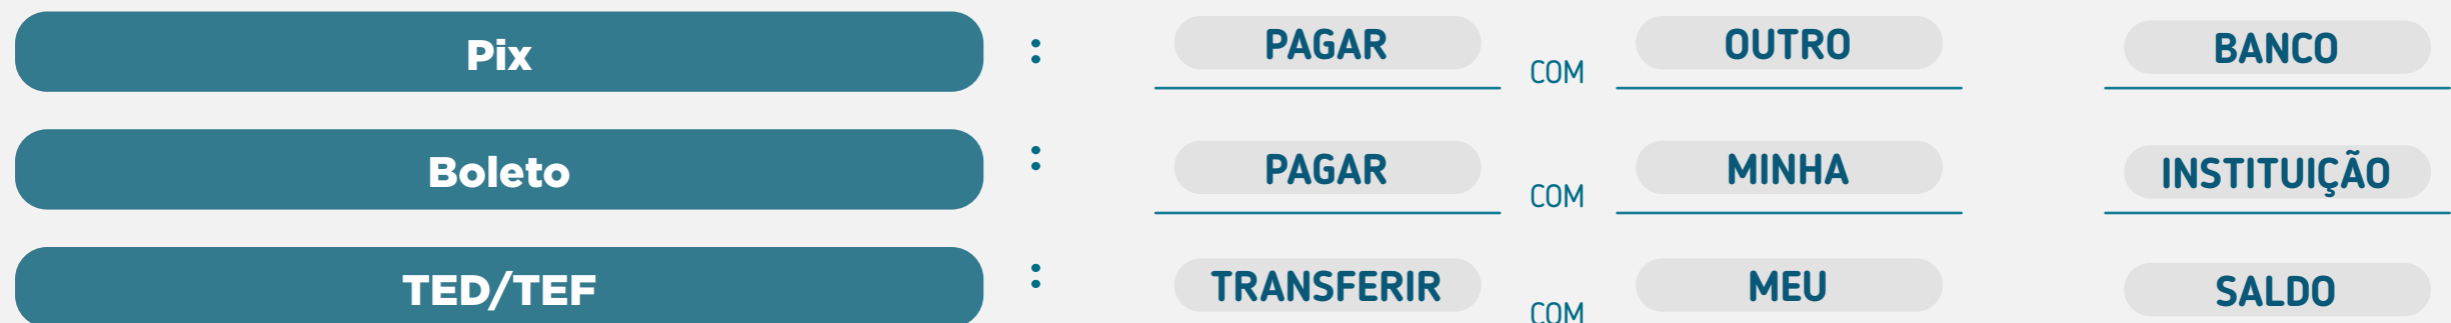 Pix : PAGAR COM OUTRO BANCO
Boleto : PAGAR COM MINHA INSTITUIÇÃO
TED/TEF : TRANSFERIR COM MEU SALDO